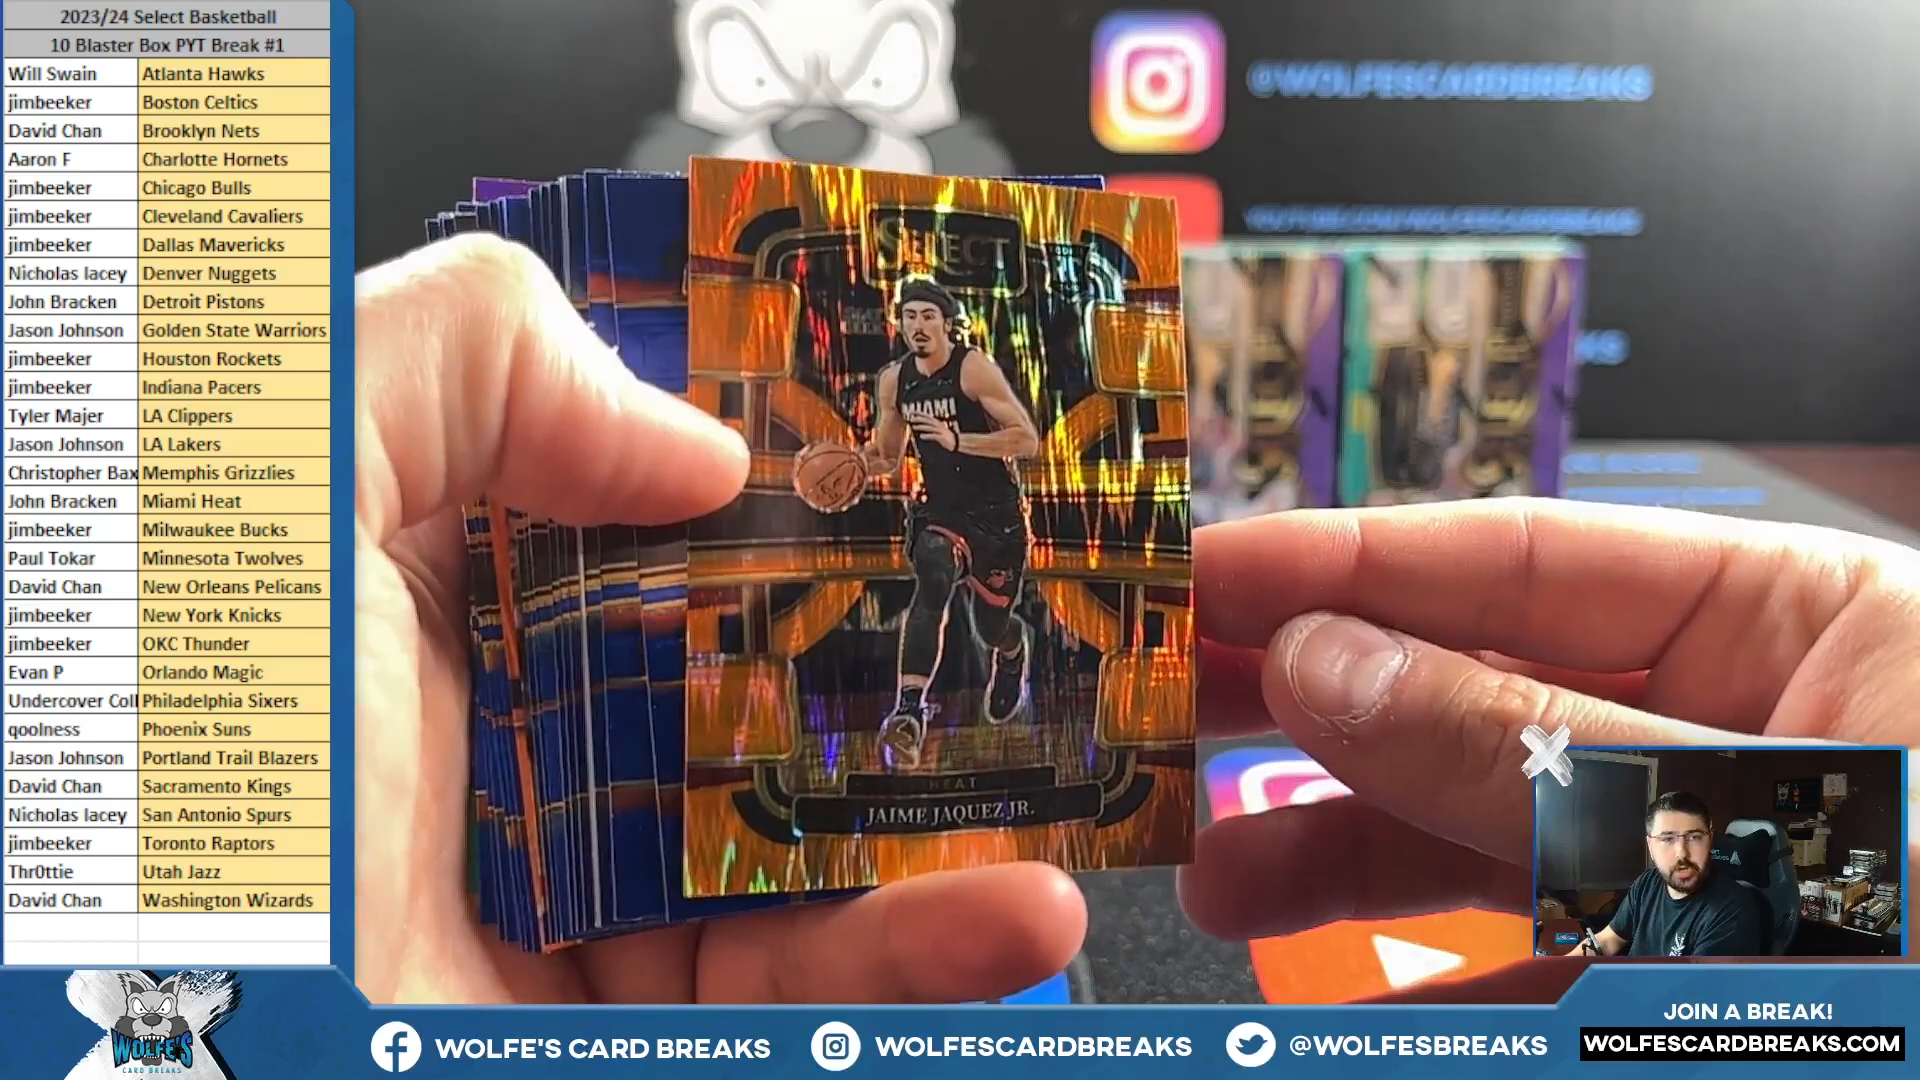 2023/24 Select Basketball
10 Blaster Box PYT Break #1
Will Swain Atlanta Hawks
jimbeeker Boston Celtics
David Chan Brooklyn Nets
Aaron F Charlotte Hornets
jimbeeker Chicago Bulls
jimbeeker Cleveland Cavaliers
jimbeeker Dallas Mavericks
Nicholas lacey Denver Nuggets
John Bracken Detroit Pistons
Jason Johnson Golden State Warriors
jimbeeker Houston Rockets
jimbeeker Indiana Pacers
Tyler Majer LA Clippers
Jason Johnson LA Lakers
Christopher Bax Memphis Grizzlies
John Bracken Miami Heat
jimbeeker Milwaukee Bucks
Paul Tokar Minnesota Twolves
David Chan New Orleans Pelicans
jimbeeker New York Knicks
jimbeeker OKC Thunder
Evan P Orlando Magic
Undercover Coll Philadelphia Sixers
qoolness Phoenix Suns
Jason Johnson Portland Trail Blazers
David Chan Sacramento Kings
Nicholas lacey San Antonio Spurs
jimbeeker Toronto Raptors
Thr0ttie Utah Jazz
David Chan Washington Wizards
@WOLFESCARDBREAKS
YOUTUBE.COM/WOLFESCARDBREAKS
SELECT
MIAMI
HEAT
JAIME JAQUEZ JR.
WOLFE'S
CARD BREAKS
WOLFE'S CARD BREAKS
WOLFESCARDBREAKS
@WOLFESBREAKS
JOIN A BREAK!
WOLFESCARDBREAKS.COM